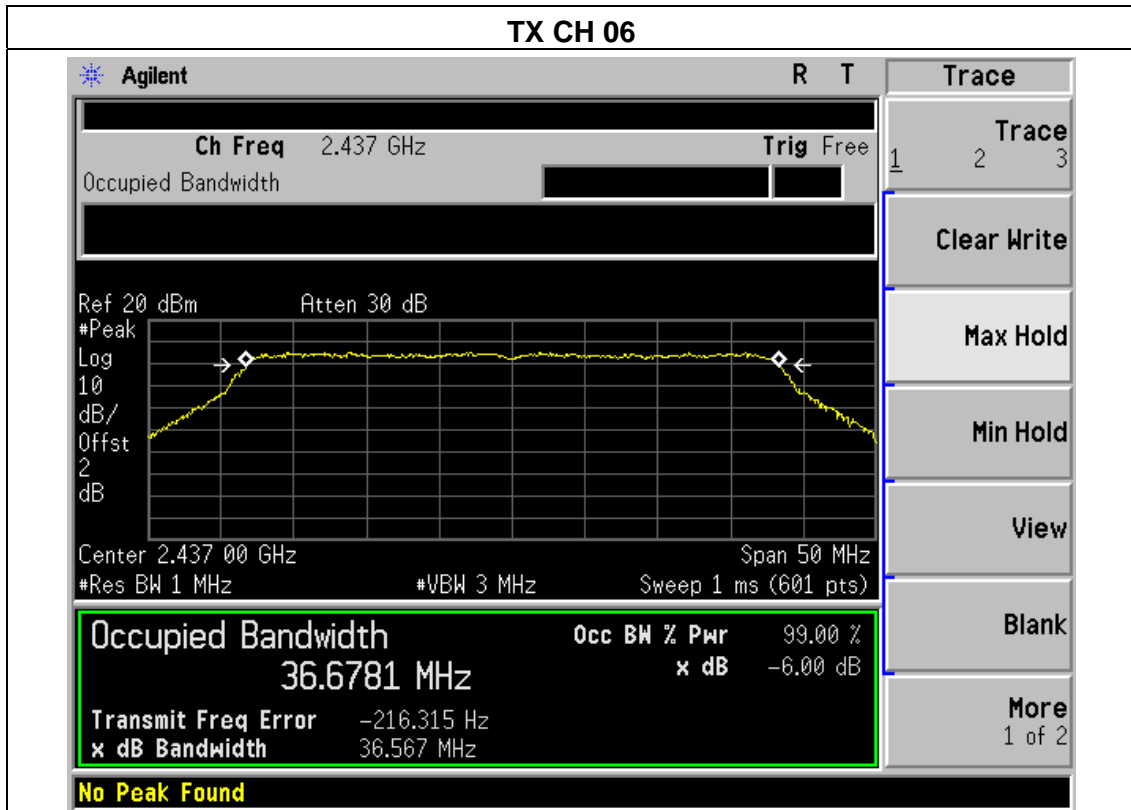 TX CH 06
Agilent R T
Ch Freq 2.437 GHz Trig Free
Occupied Bandwidth
Ref 20 dBm Atten 30 dB
#Peak
Log
10
dB/
Offst
2
dB
Center 2.437 00 GHz Span 50 MHz
#Res BW 1 MHz #VBW 3 MHz Sweep 1 ms (601 pts)
Occupied Bandwidth Occ BW % Pwr 99.00 %
36.6781 MHz x dB -6.00 dB
Transmit Freq Error -216.315 Hz
x dB Bandwidth 36.567 MHz
No Peak Found
Trace
Trace
1 2 3
Clear Write
Max Hold
Min Hold
View
Blank
More
1 of 2